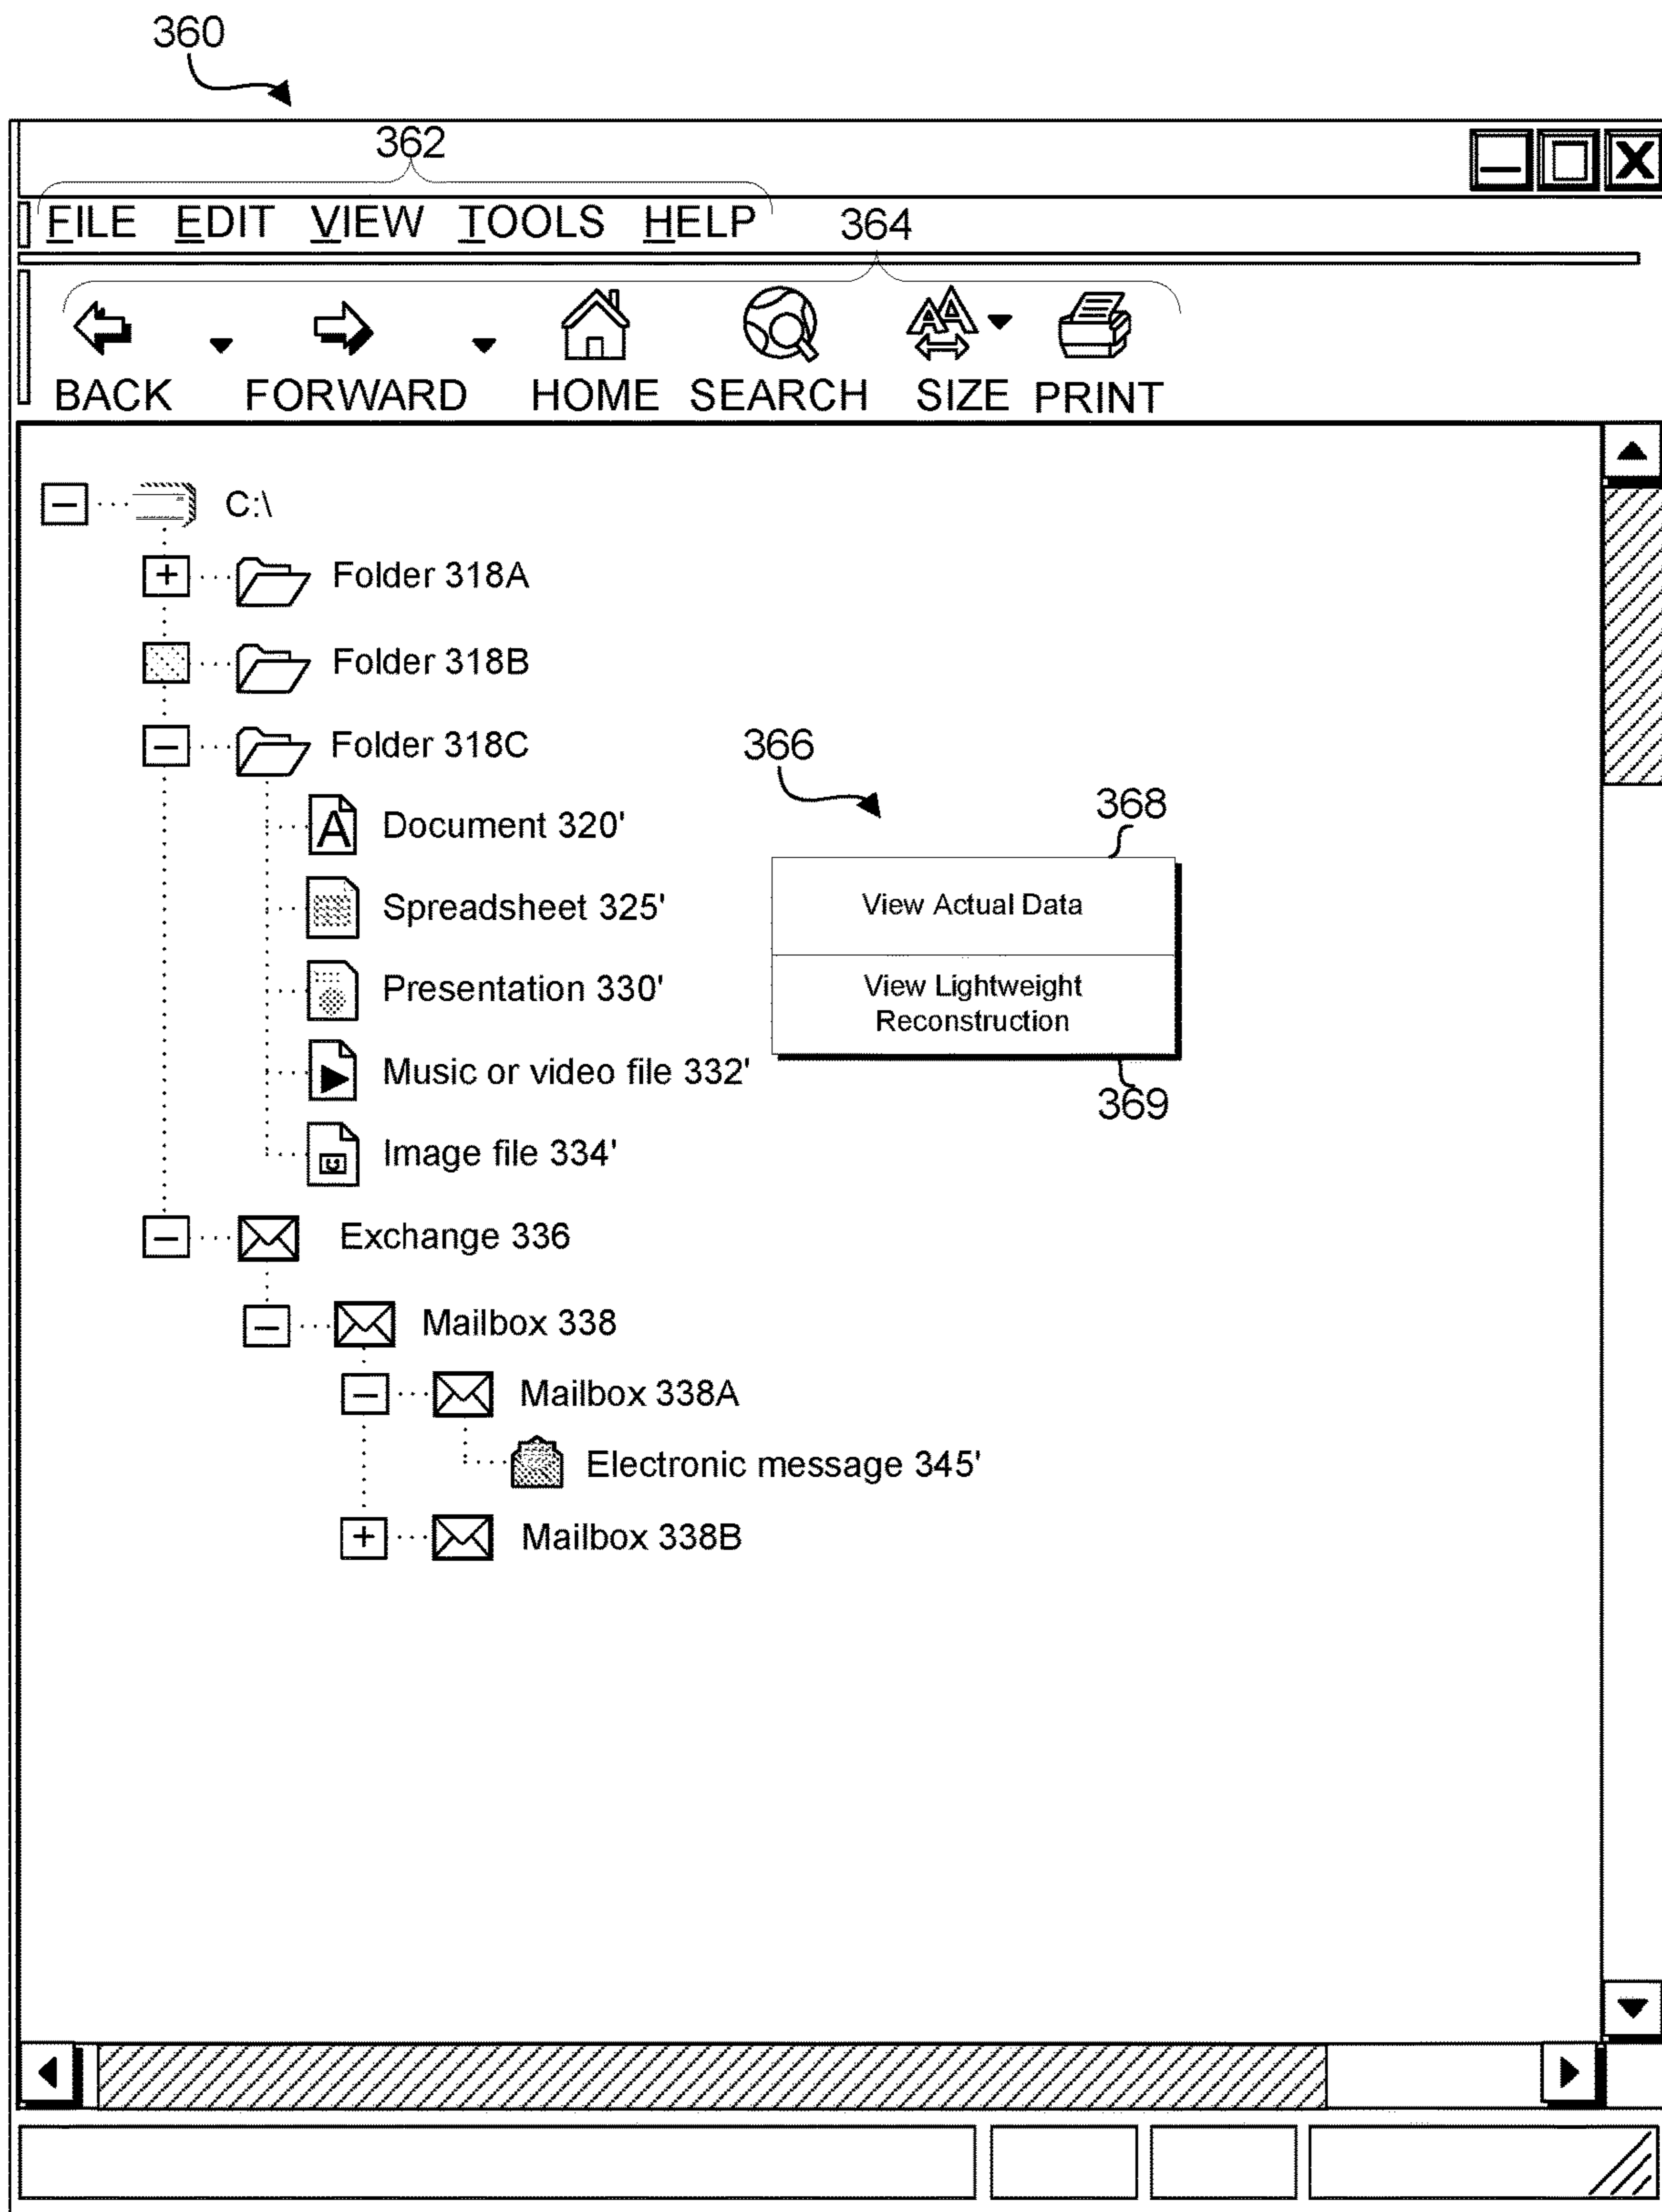 360
362
FILE EDIT VIEW TOOLS HELP 364
BACK FORWARD HOME SEARCH SIZE PRINT
C:\
Folder 318A
Folder 318B
Folder 318C
366
368
Document 320'
View Actual Data
Spreadsheet 325'
Presentation 330'
View Lightweight
Reconstruction
Music or video file 332'
369
Image file 334'
Exchange 336
Mailbox 338
Mailbox 338A
Electronic message 345'
Mailbox 338B